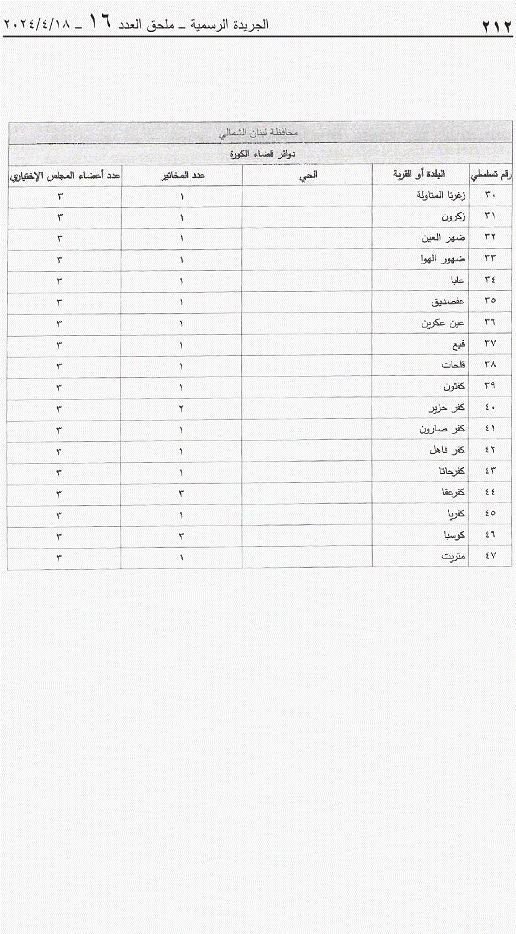 ٢١٢ الجريدة الرسمية ــ ملحق العدد ١٦ ــ ٢٠٢٤/٤/١٨
محافظة لبنان الشمالي
دوائر قضاء الكورة
رقم تسلسلي البلدة أو القرية الحي عدد المخاتير عدد أعضاء المجلس الإختياري
٣٠ زغرتا المتاولة ١ ٣
٣١ زكرون ١ ٣
٣٢ ضهر العين ١ ٣
٣٣ ضهور الهوا ١ ٣
٣٤ عابا ١ ٣
٣٥ عفصديق ١ ٣
٣٦ عين عكرين ١ ٣
٣٧ فيع ١ ٣
٣٨ قلحات ١ ٣
٣٩ كفتون ١ ٣
٤٠ كفر حزير ٢ ٣
٤١ كفر صارون ١ ٣
٤٢ كفر قاهل ١ ٣
٤٣ كفرحاتا ١ ٣
٤٤ كفرعقا ٣ ٣
٤٥ كفريا ١ ٣
٤٦ كوسبا ٣ ٣
٤٧ متريت ١ ٣